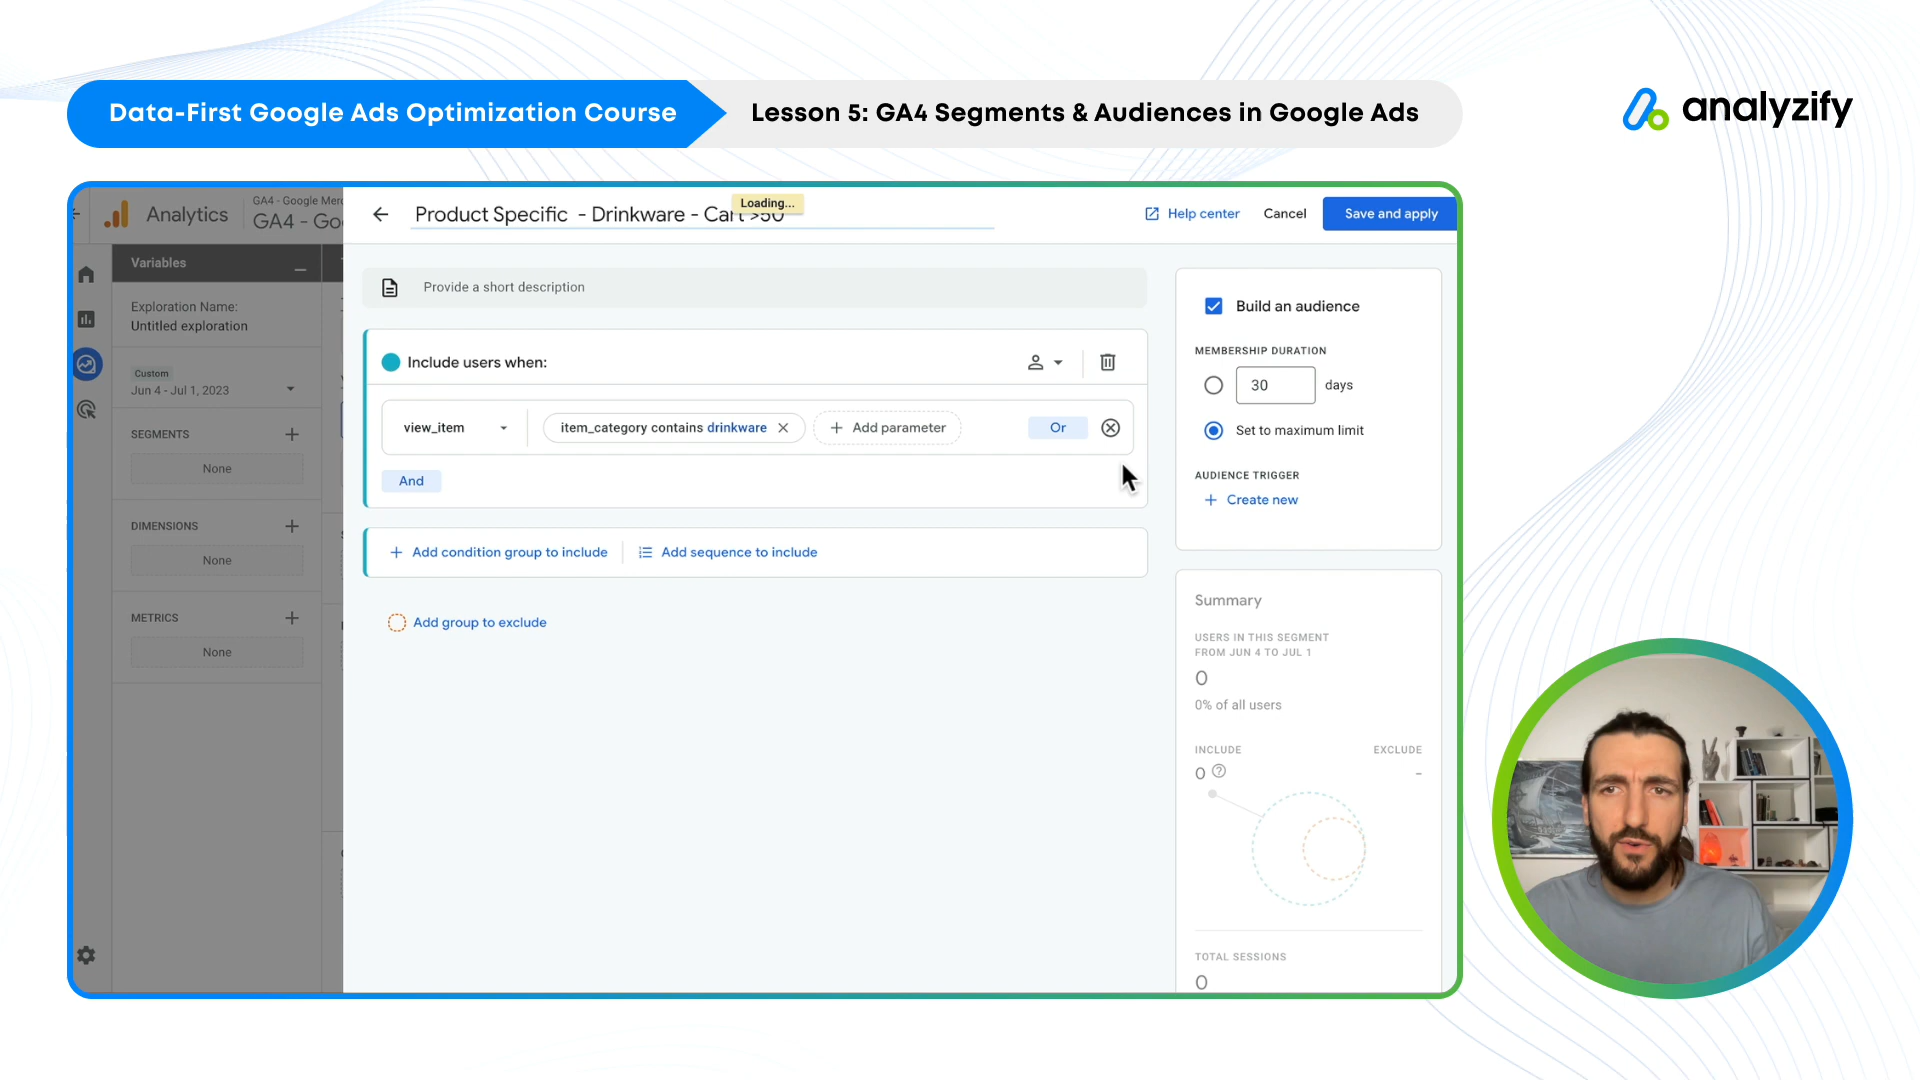 Data-First Google Ads Optimization Course
Lesson 5: GA4 Segments & Audiences in Google Ads
analyzify
Analytics
GA4 - Google Merc
GA4 - Goo
Product Specific - Drinkware - Cart >50
Loading...
Help center
Cancel
Save and apply
Variables
Exploration Name:
Untitled exploration
Custom
Jun 4 - Jul 1, 2023
SEGMENTS
None
DIMENSIONS
None
METRICS
None
Provide a short description
Include users when:
view_item
item_category contains drinkware
Add parameter
Or
And
Add condition group to include
Add sequence to include
Add group to exclude
Build an audience
MEMBERSHIP DURATION
30 days
Set to maximum limit
AUDIENCE TRIGGER
Create new
Summary
USERS IN THIS SEGMENT
FROM JUN 4 TO JUL 1
0
0% of all users
INCLUDE
EXCLUDE
0
-
TOTAL SESSIONS
0